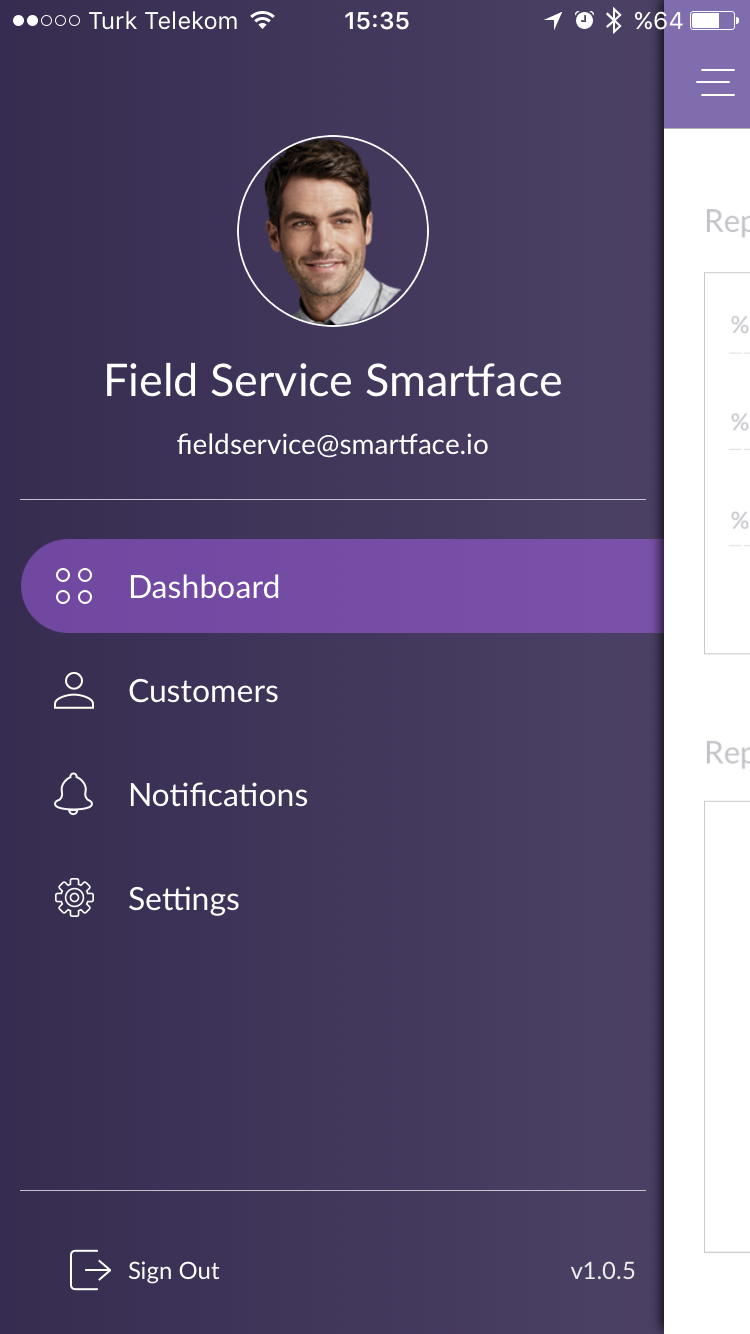 Turk Telekom 15:35 %64
Field Service Smartface
fieldservice@smartface.io
Dashboard
Customers
Notifications
Settings
Sign Out v1.0.5
Rep
%
%
%
Rep